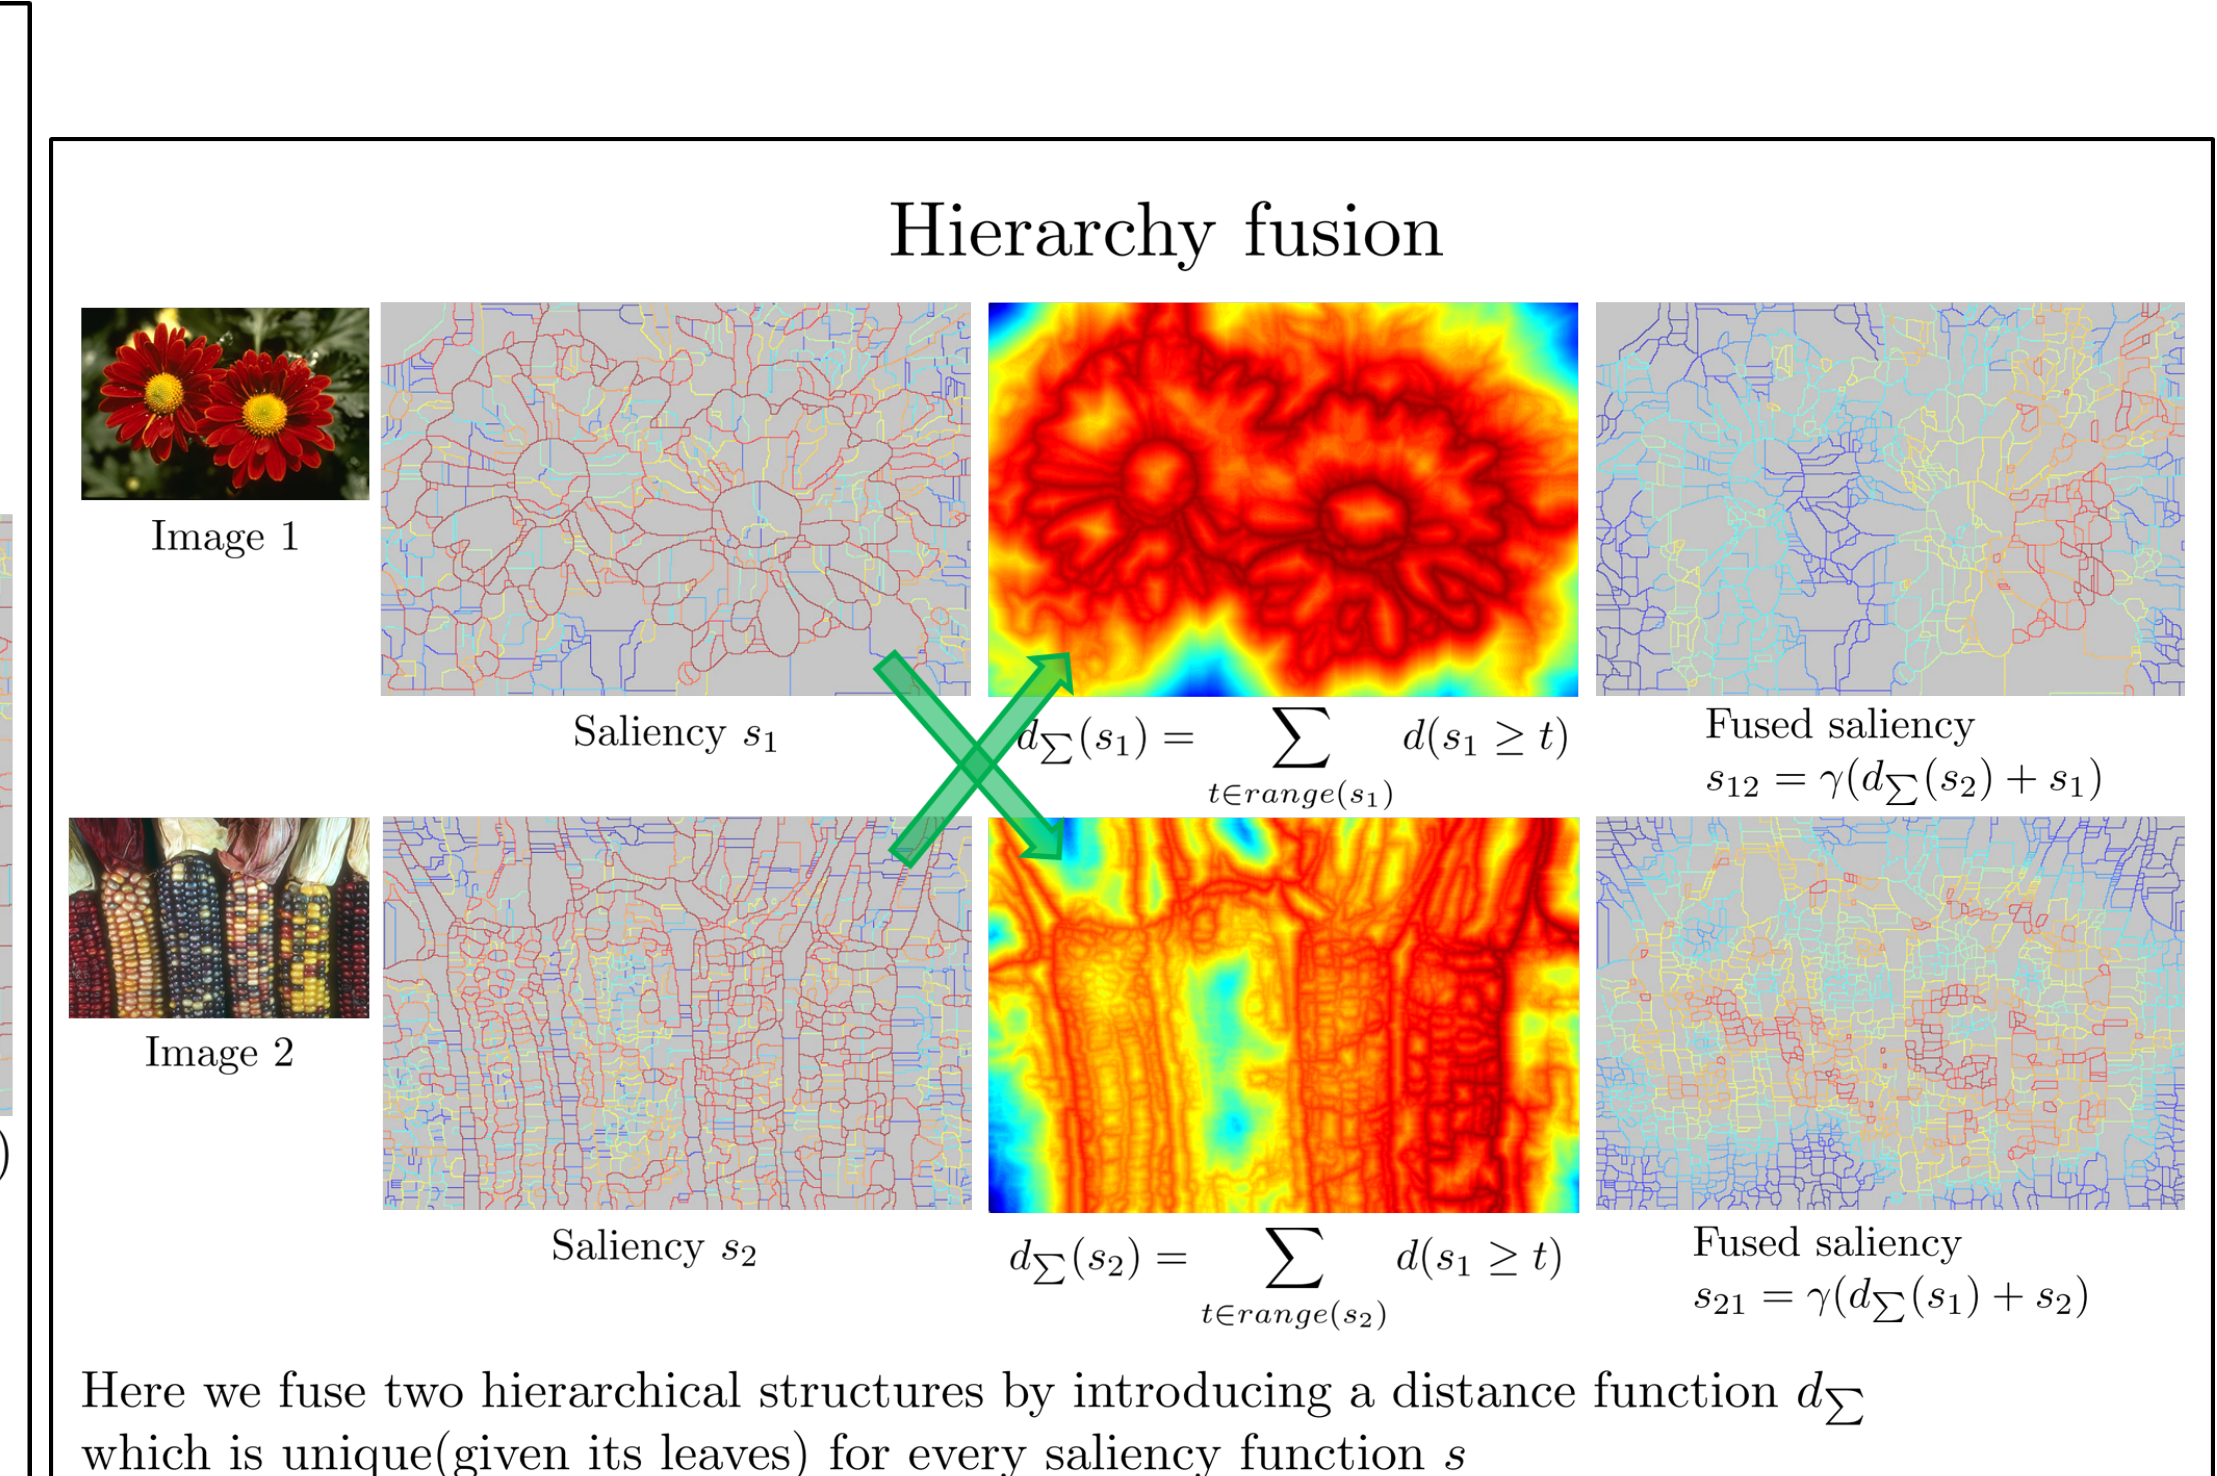 Hierarchy fusion
Image 1
Saliency s₁
d∑(s₁) = ∑ d(s₁ ≥ t)
t∈range(s₁)
Fused saliency
s₁₂ = γ(d∑(s₂) + s₁)
Image 2
Saliency s₂
d∑(s₂) = ∑ d(s₁ ≥ t)
t∈range(s₂)
Fused saliency
s₂₁ = γ(d∑(s₁) + s₂)
)
Here we fuse two hierarchical structures by introducing a distance function d∑
which is unique(given its leaves) for every saliency function s